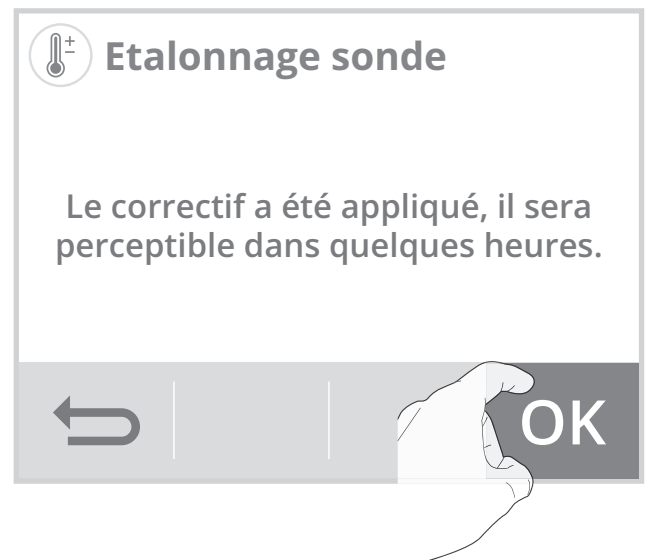 Etalonnage sonde
Le correctif a été appliqué, il sera
perceptible dans quelques heures.
OK